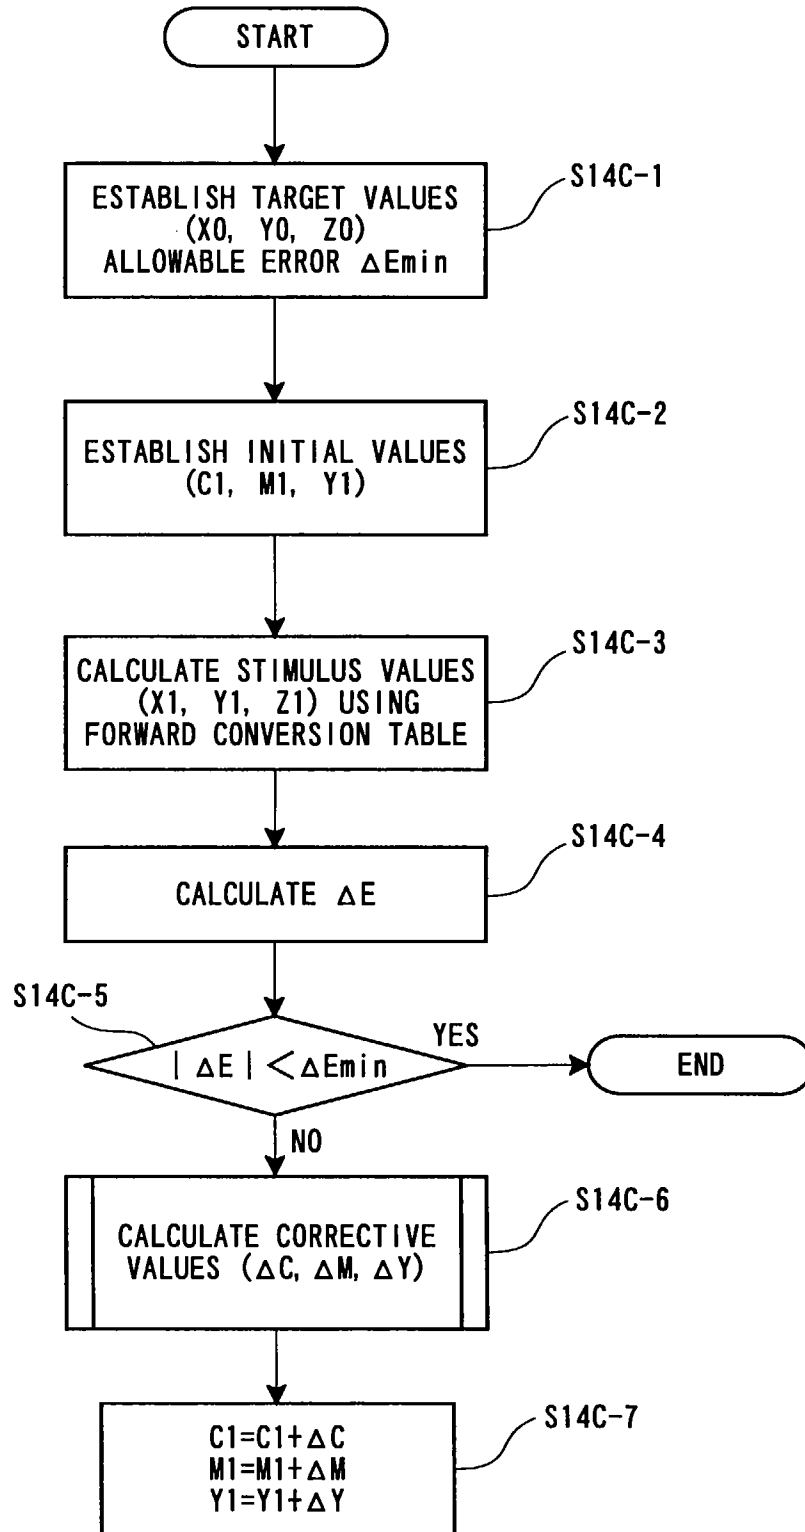 START
ESTABLISH TARGET VALUES
(X0, Y0, Z0)
ALLOWABLE ERROR ΔEmin
S14C-1
ESTABLISH INITIAL VALUES
(C1, M1, Y1)
S14C-2
CALCULATE STIMULUS VALUES
(X1, Y1, Z1) USING
FORWARD CONVERSION TABLE
S14C-3
CALCULATE ΔE
S14C-4
S14C-5
| ΔE | <ΔEmin
YES
END
NO
CALCULATE CORRECTIVE
VALUES (ΔC, ΔM, ΔY)
S14C-6
C1=C1+ΔC
M1=M1+ΔM
Y1=Y1+ΔY
S14C-7